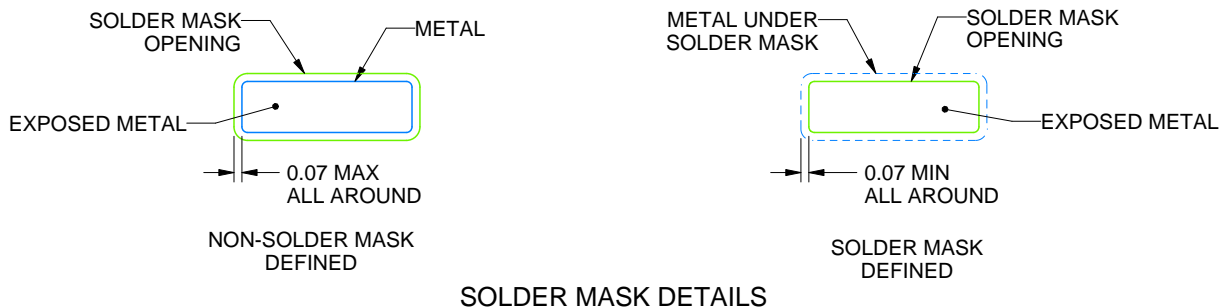 SOLDER MASK
OPENING
METAL
EXPOSED METAL
0.07 MAX
ALL AROUND
NON-SOLDER MASK
DEFINED
METAL UNDER
SOLDER MASK
SOLDER MASK
OPENING
EXPOSED METAL
0.07 MIN
ALL AROUND
SOLDER MASK
DEFINED
SOLDER MASK DETAILS